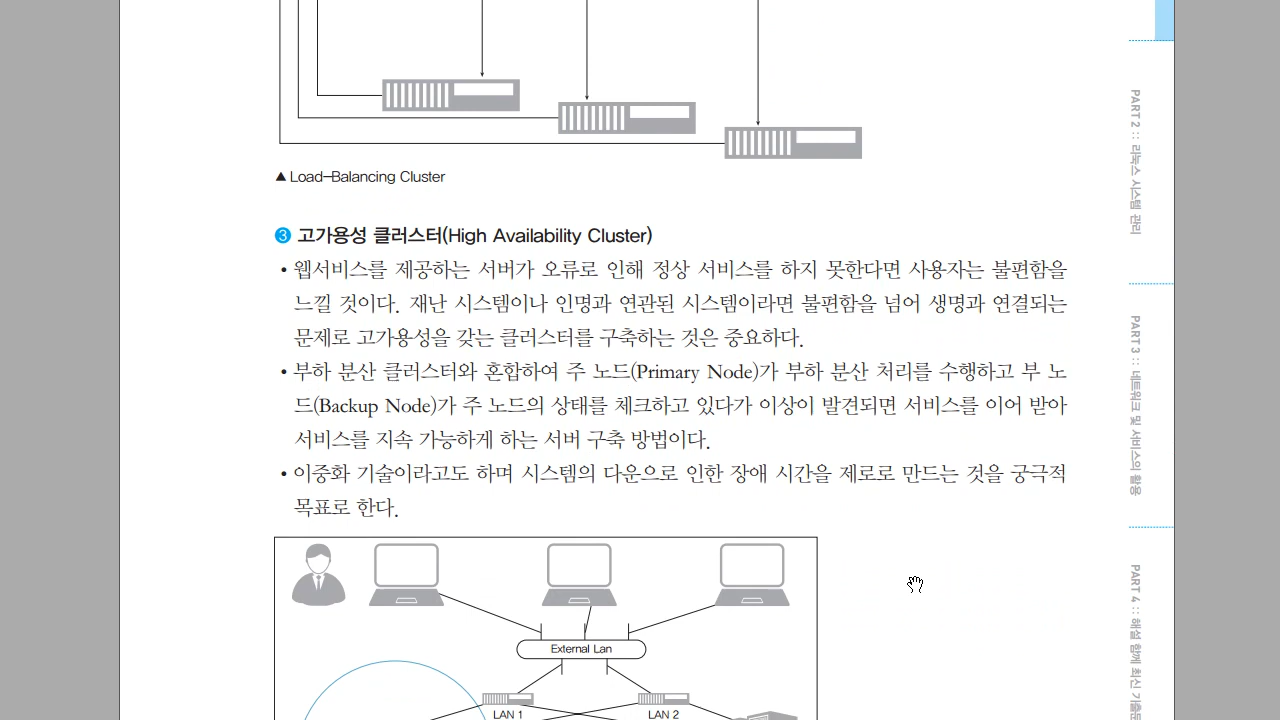 ▲ Load-Balancing Cluster
❸ 고가용성 클러스터(High Availability Cluster)
• 웹서비스를 제공하는 서버가 오류로 인해 정상 서비스를 하지 못한다면 사용자는 불편함을
느낄 것이다. 재난 시스템이나 인명과 연관된 시스템이라면 불편함을 넘어 생명과 연결되는
문제로 고가용성을 갖는 클러스터를 구축하는 것은 중요하다.
• 부하 분산 클러스터와 혼합하여 주 노드(Primary Node)가 부하 분산 처리를 수행하고 부 노
드(Backup Node)가 주 노드의 상태를 체크하고 있다가 이상이 발견되면 서비스를 이어 받아
서비스를 지속 가능하게 하는 서버 구축 방법이다.
• 이중화 기술이라고도 하며 시스템의 다운으로 인한 장애 시간을 제로로 만드는 것을 궁극적
목표로 한다.
External Lan
LAN 1
LAN 2
PART 2 :: 리눅스 시스템 관리
PART 3 :: 네트워크 및 서비스의 활용
PART 4 :: 해설 함께 최신 기출문